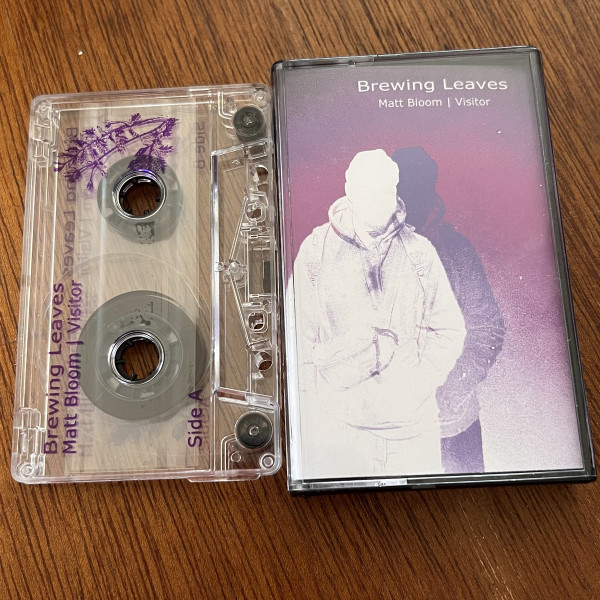 Brewing Leaves
Matt Bloom | Visitor
Brewing Leaves
Matt Bloom | Visitor
Side A